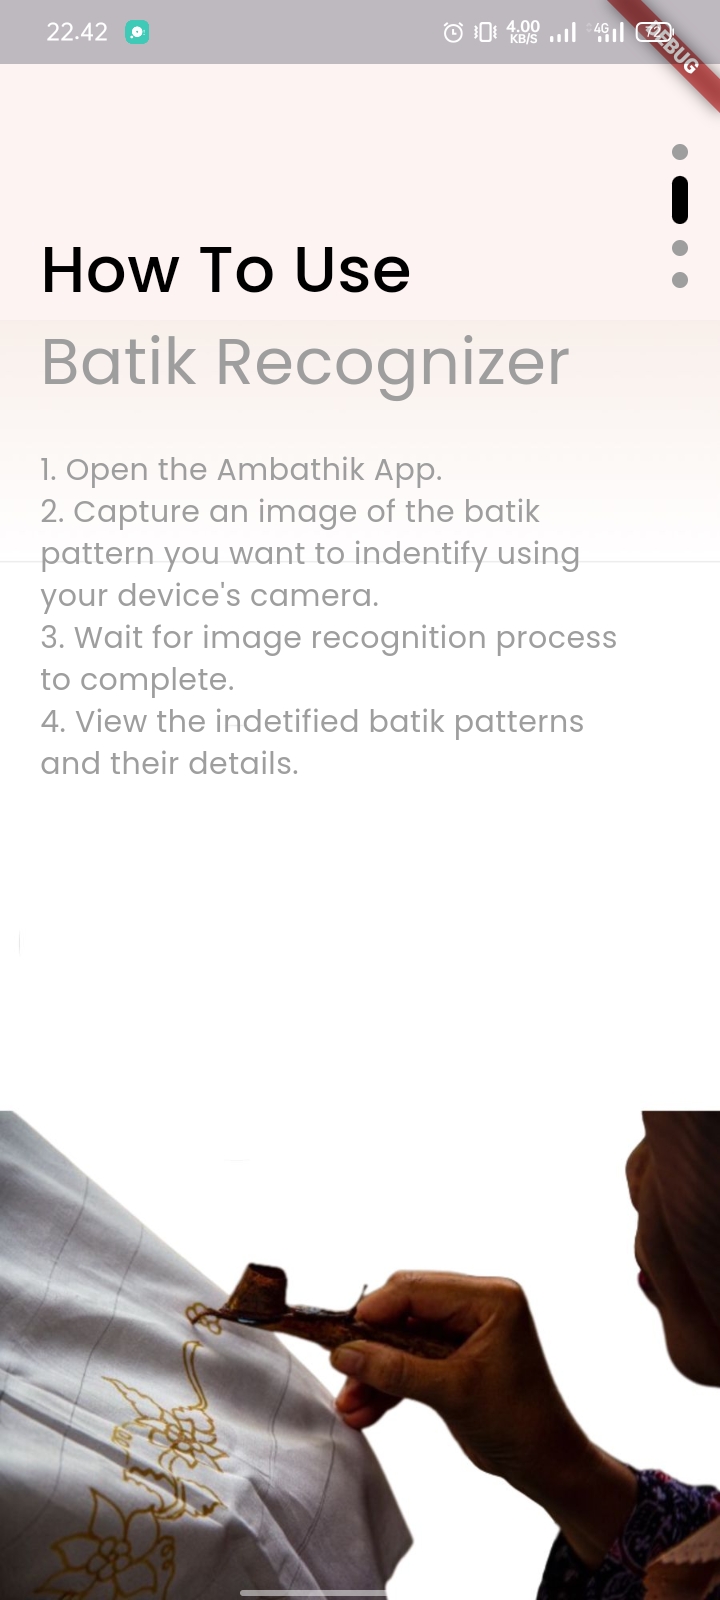 22.42
4.00
KB/S
4G
72
DEBUG
How To Use
Batik Recognizer
1. Open the Ambathik App.
2. Capture an image of the batik
pattern you want to indentify using
your device's camera.
3. Wait for image recognition process
to complete.
4. View the indetified batik patterns
and their details.